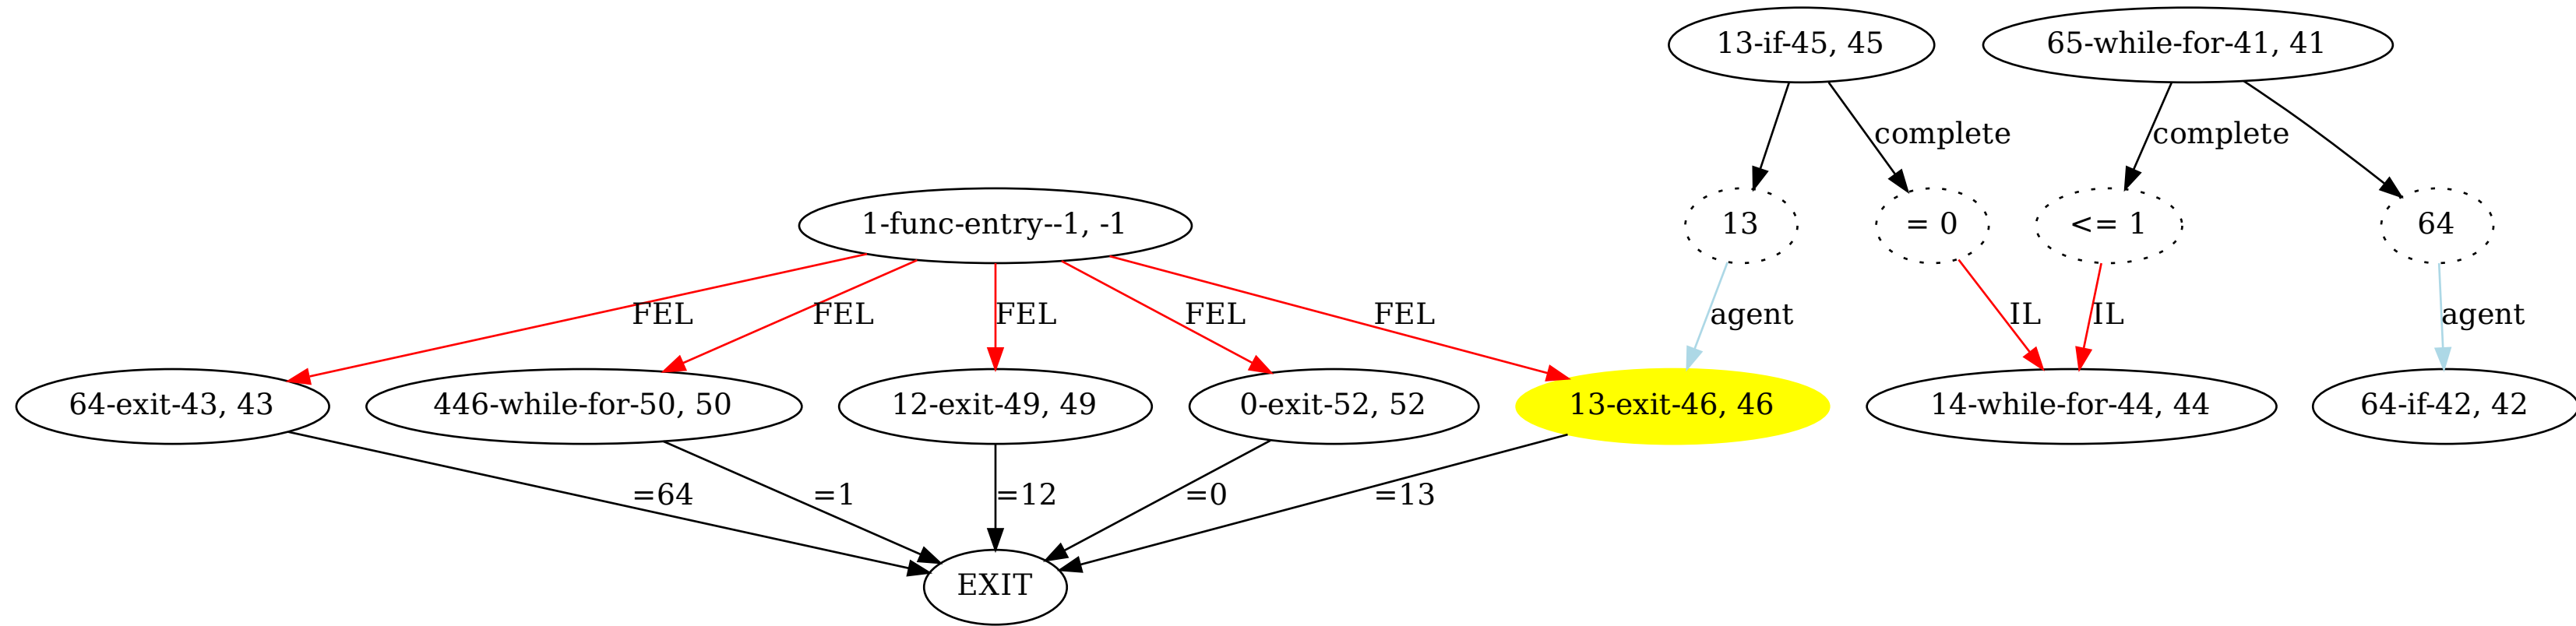 13-if-45, 45
65-while-for-41, 41
complete
complete
1-func-entry--1, -1
13
= 0
<= 1
64
FEL
FEL
FEL
FEL
FEL
agent
IL
IL
agent
64-exit-43, 43
446-while-for-50, 50
12-exit-49, 49
0-exit-52, 52
13-exit-46, 46
14-while-for-44, 44
64-if-42, 42
=64
=1
=12
=0
=13
EXIT